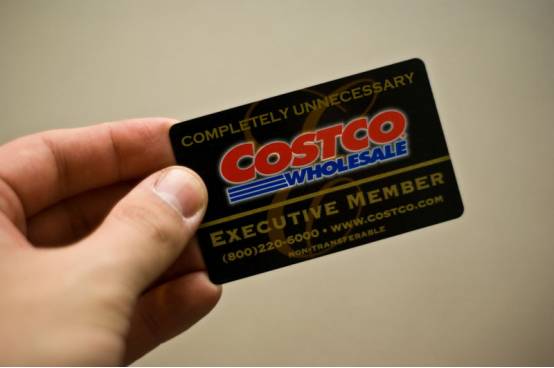 COMPLETELY UNNECESSARY
COSTCO
WHOLESALE
EXECUTIVE MEMBER
(800)220-6000 • WWW.COSTCO.COM
NON-TRANSFERABLE